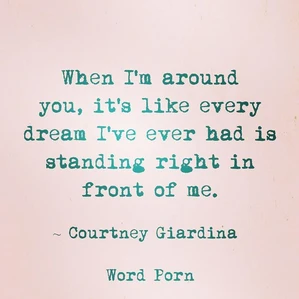 When I'm around
you, it's like every
dream I've ever had is
standing right in
front of me.
~ Courtney Giardina
Word Porn